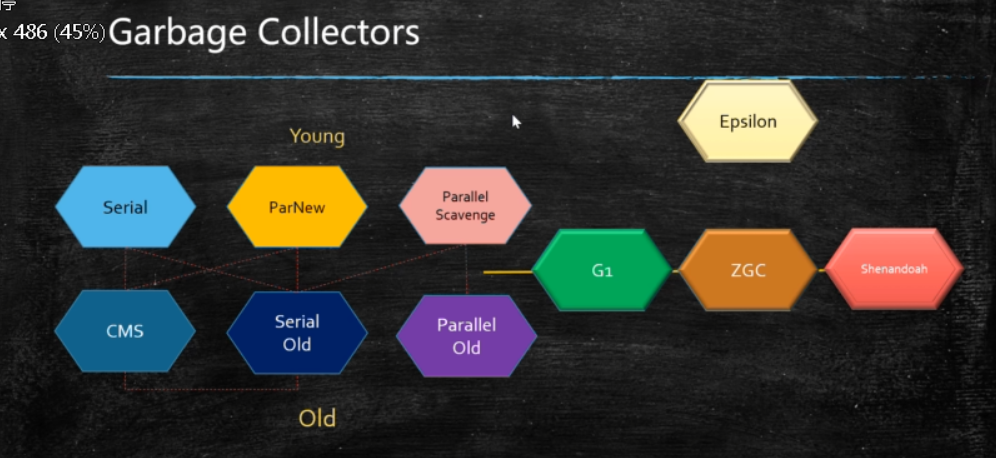 x 486 (45%)
Garbage Collectors
Epsilon
Young
Serial
ParNew
Parallel
Scavenge
G1
ZGC
Shenandoah
CMS
Serial
Old
Parallel
Old
Old